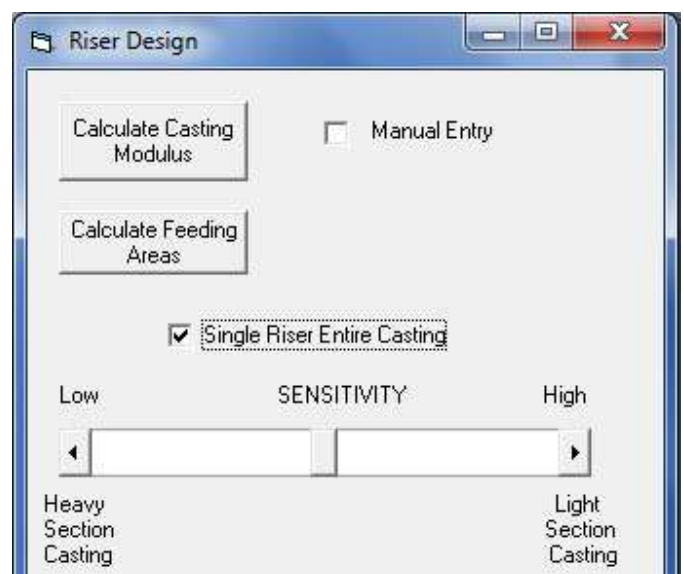 Riser Design
Calculate Casting
Modulus
Manual Entry
Calculate Feeding
Areas
Single Riser Entire Casting
Low SENSITIVITY High
Heavy
Section
Casting
Light
Section
Casting